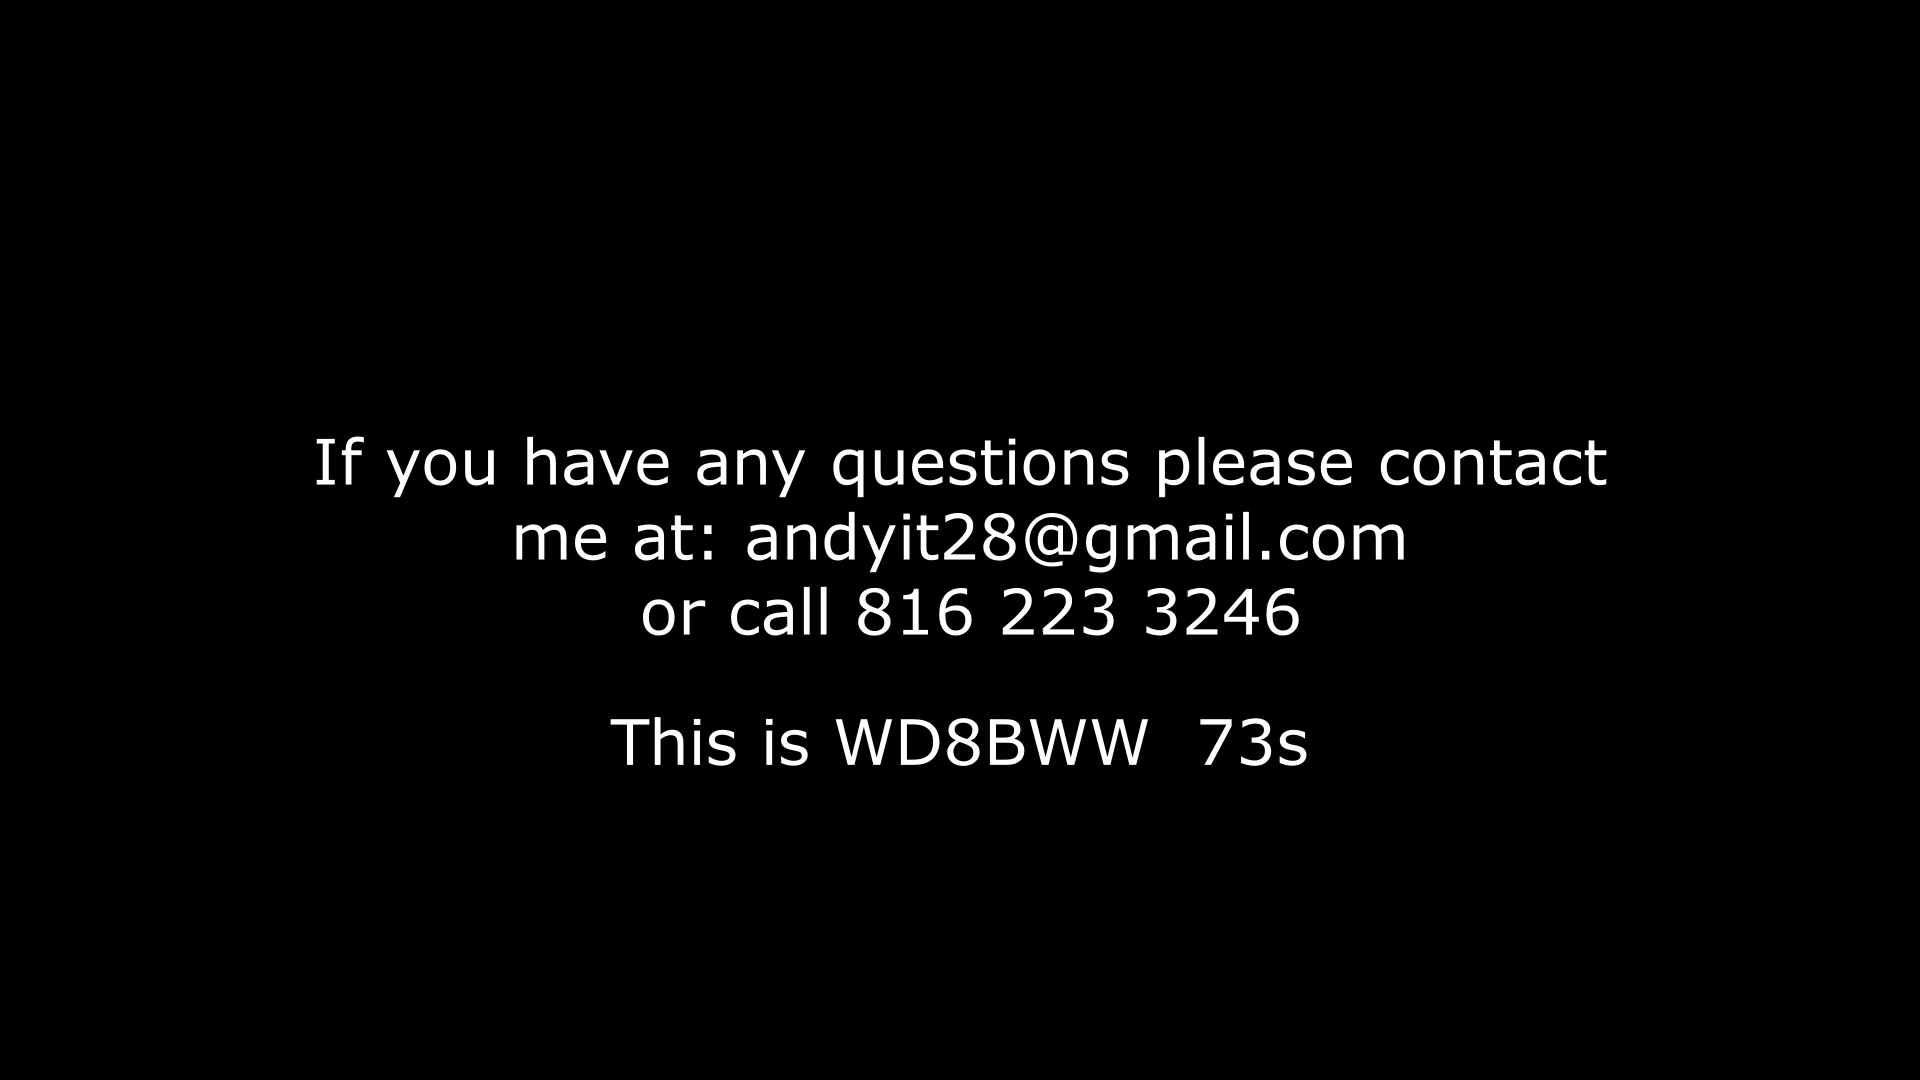 If you have any questions please contact
me at: andyit28@gmail.com
or call 816 223 3246
This is WD8BWW  73s